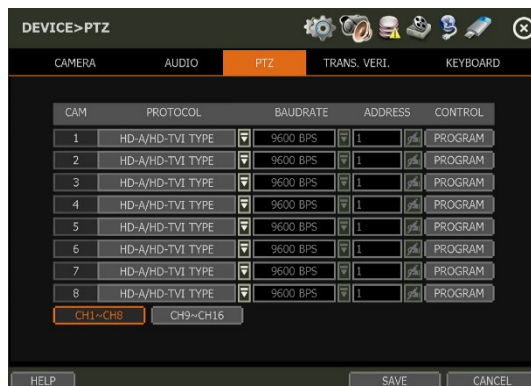 DEVICE>PTZ
CAMERA AUDIO PTZ TRANS. VERI. KEYBOARD
CAM PROTOCOL BAUDRATE ADDRESS CONTROL
1 HD-A/HD-TVI TYPE 9600 BPS 1 PROGRAM
2 HD-A/HD-TVI TYPE 9600 BPS 1 PROGRAM
3 HD-A/HD-TVI TYPE 9600 BPS 1 PROGRAM
4 HD-A/HD-TVI TYPE 9600 BPS 1 PROGRAM
5 HD-A/HD-TVI TYPE 9600 BPS 1 PROGRAM
6 HD-A/HD-TVI TYPE 9600 BPS 1 PROGRAM
7 HD-A/HD-TVI TYPE 9600 BPS 1 PROGRAM
8 HD-A/HD-TVI TYPE 9600 BPS 1 PROGRAM
CH1~CH8 CH9~CH16
HELP SAVE CANCEL